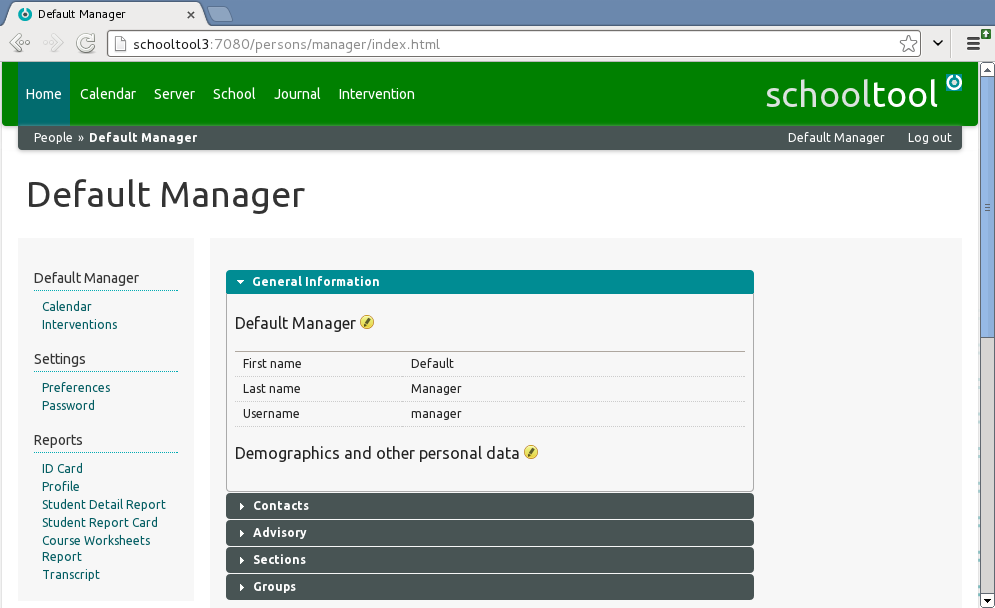 Default Manager
schooltool3:7080/persons/manager/index.html
Home Calendar Server School Journal Intervention
schooltool
People » Default Manager
Default Manager Log out
Default Manager
Default Manager
Calendar
Interventions
Settings
Preferences
Password
Reports
ID Card
Profile
Student Detail Report
Student Report Card
Course Worksheets
Report
Transcript
General Information
Default Manager
First name Default
Last name Manager
Username manager
Demographics and other personal data
Contacts
Advisory
Sections
Groups